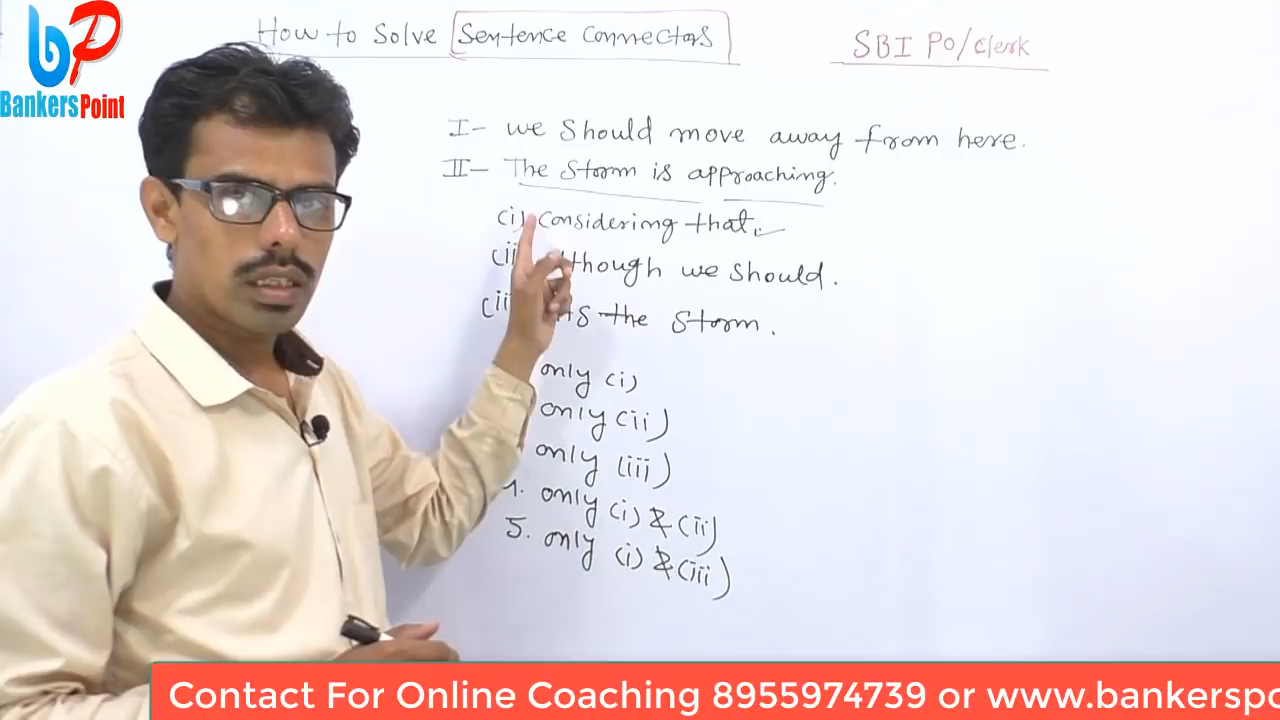 bp
BankersPoint
How to Solve Sentence Connectors
SBI PO/Clerk
I- we Should move away from here.
II- The Storm is approaching.
(i) Considering that
(ii) though we should.
(iii) As the Storm.
only (i)
only (ii)
only (iii)
4. only (i) & (ii)
5. only (i) & (iii)
Contact For Online Coaching 8955974739 or www.bankerspo